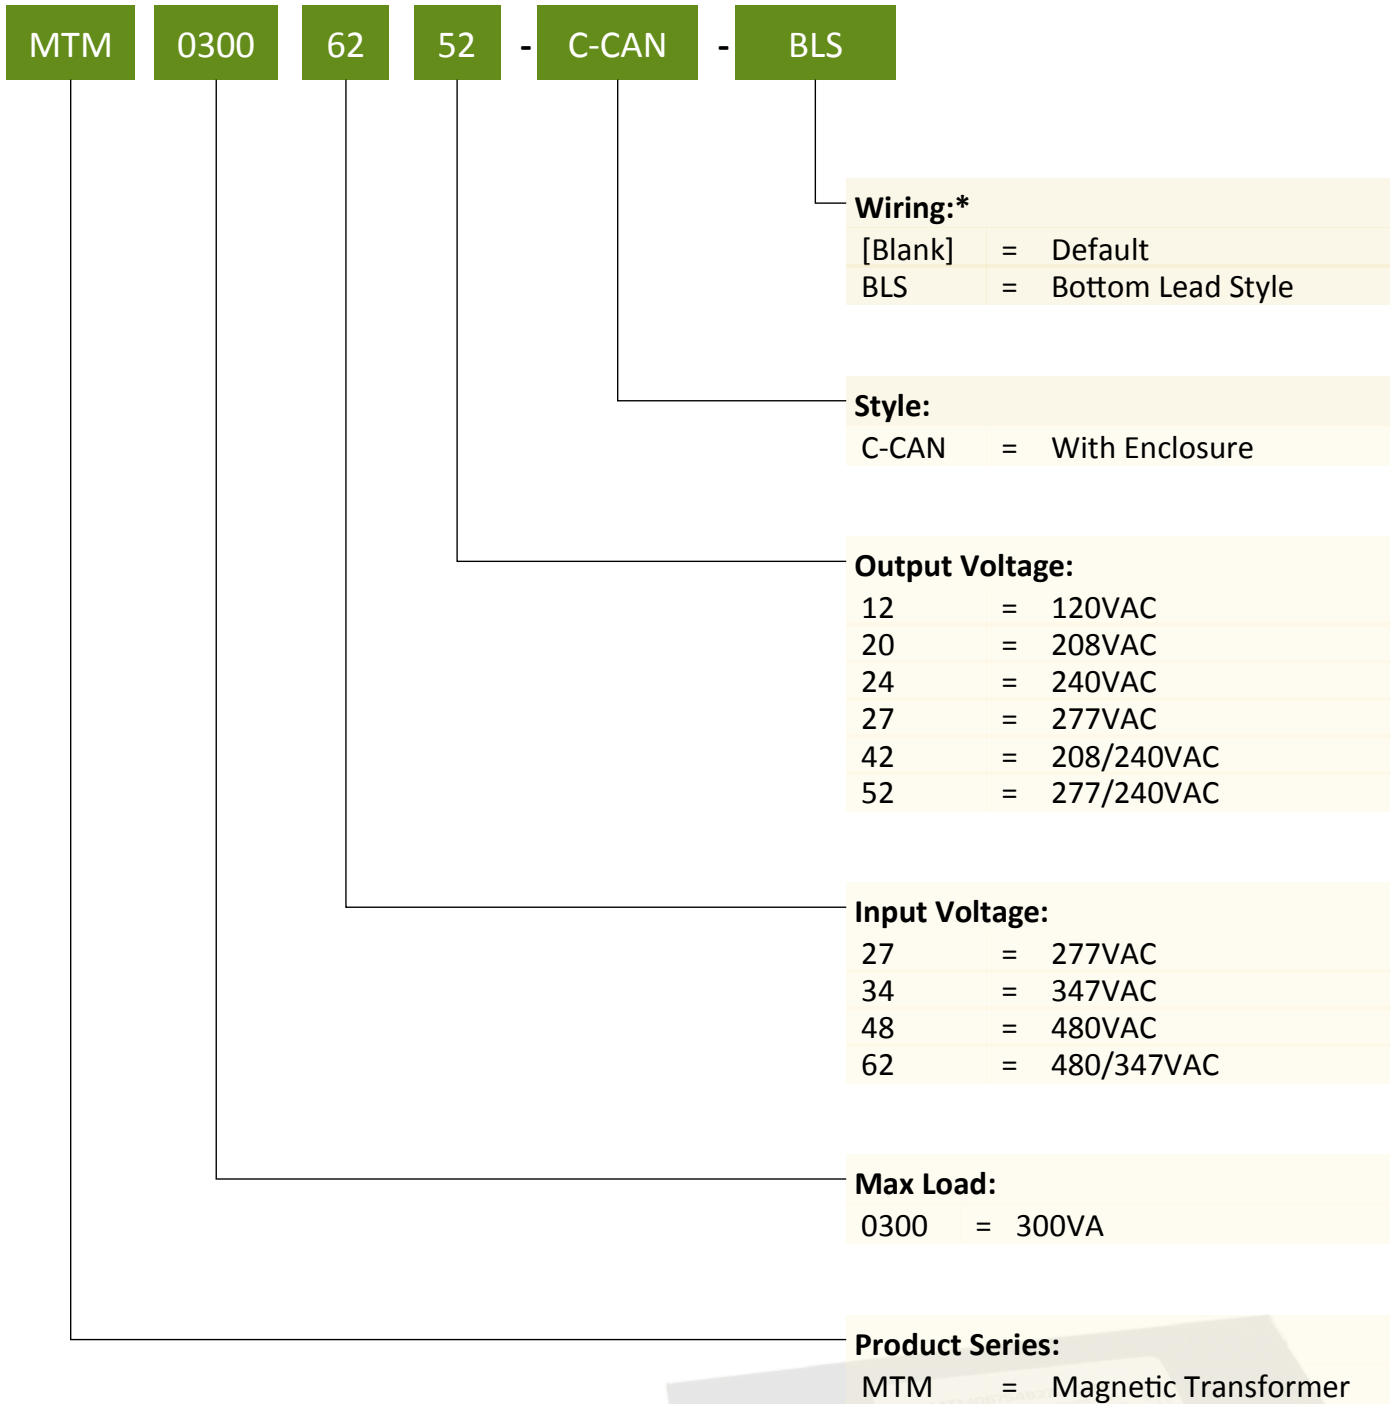 MTM 0300 62 52 - C-CAN - BLS
Wiring:*
[Blank] = Default
BLS = Bottom Lead Style
Style:
C-CAN = With Enclosure
Output Voltage:
12 = 120VAC
20 = 208VAC
24 = 240VAC
27 = 277VAC
42 = 208/240VAC
52 = 277/240VAC
Input Voltage:
27 = 277VAC
34 = 347VAC
48 = 480VAC
62 = 480/347VAC
Max Load:
0300 = 300VA
Product Series:
MTM = Magnetic Transformer